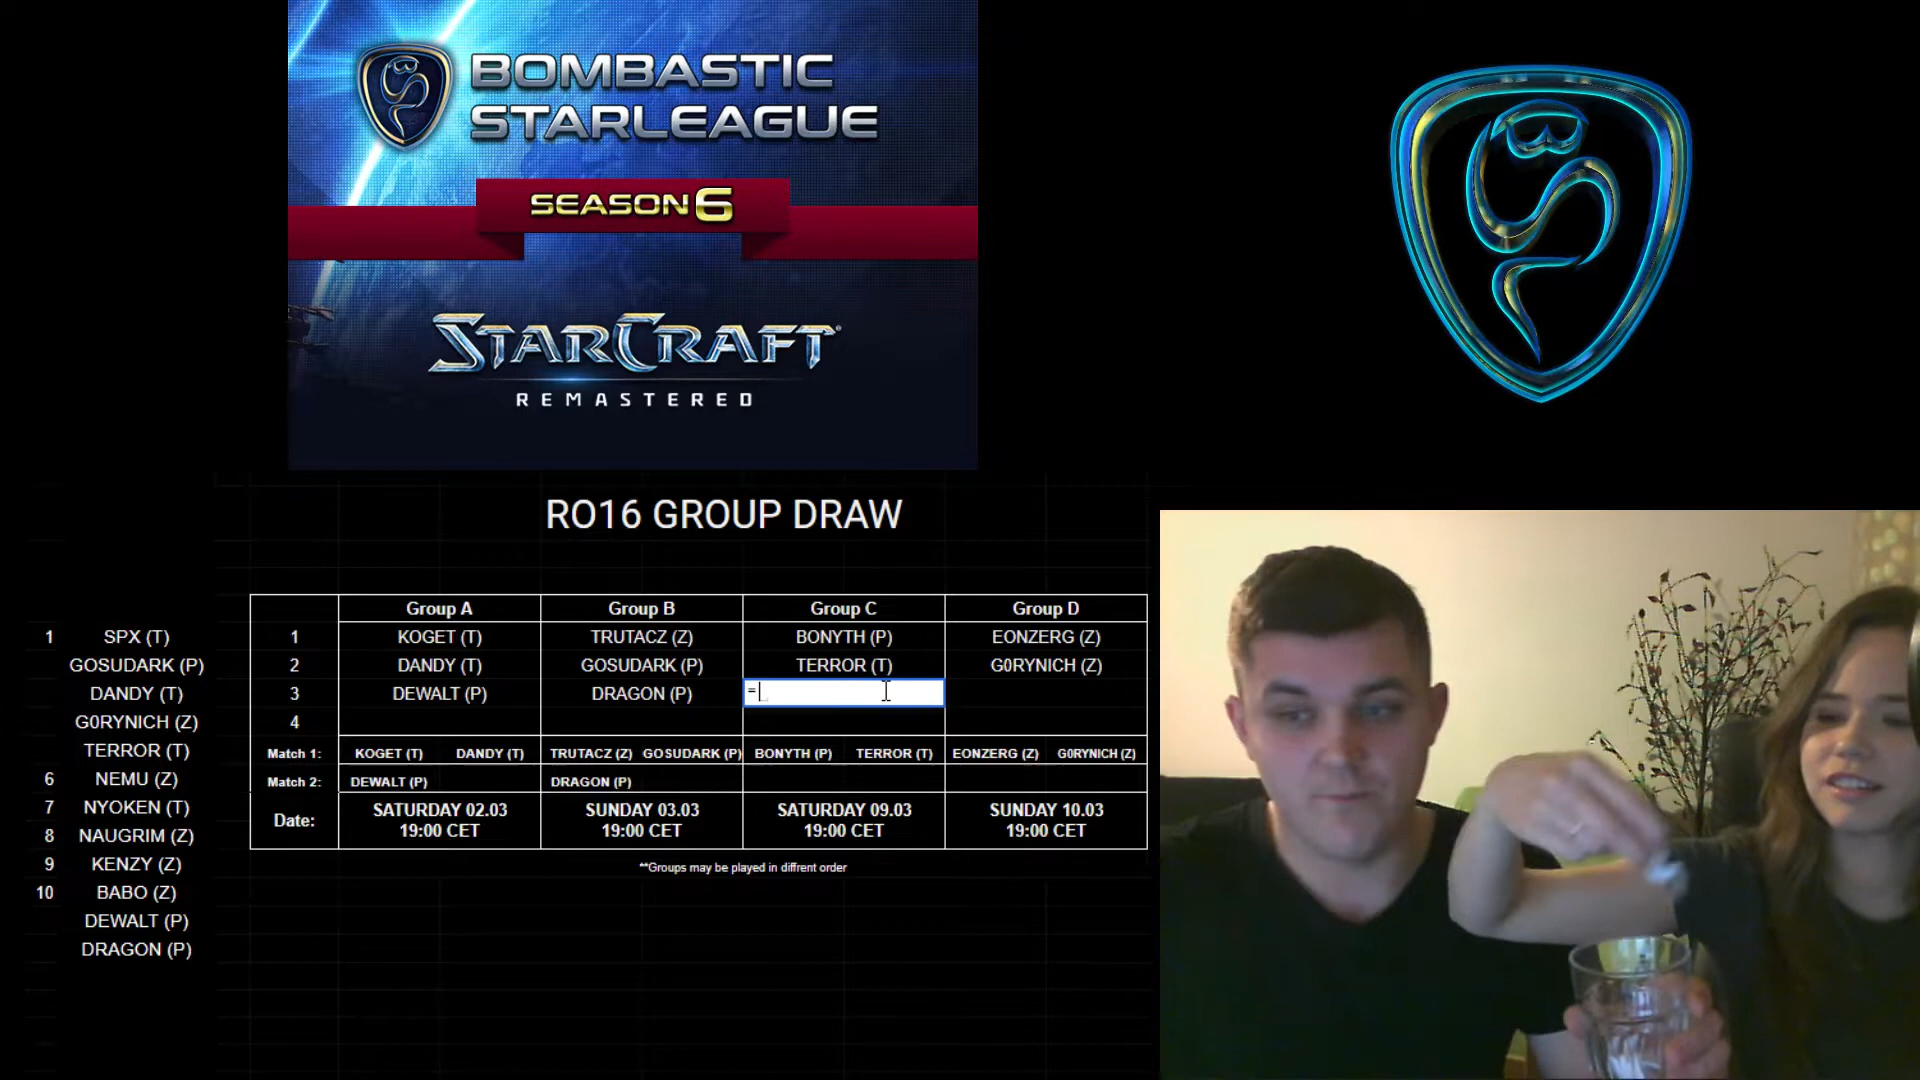 BOMBASTIC
STARLEAGUE
SEASON 6
STARCRAFT
REMASTERED
RO16 GROUP DRAW
1 SPX (T)
GOSUDARK (P)
DANDY (T)
G0RYNICH (Z)
TERROR (T)
6 NEMU (Z)
7 NYOKEN (T)
8 NAUGRIM (Z)
9 KENZY (Z)
10 BABO (Z)
DEWALT (P)
DRAGON (P)
Group A Group B Group C Group D
1 KOGET (T) TRUTACZ (Z) BONYTH (P) EONZERG (Z)
2 DANDY (T) GOSUDARK (P) TERROR (T) G0RYNICH (Z)
3 DEWALT (P) DRAGON (P) =
4
Match 1: KOGET (T) DANDY (T) TRUTACZ (Z) GOSUDARK (P) BONYTH (P) TERROR (T) EONZERG (Z) G0RYNICH (Z)
Match 2: DEWALT (P) DRAGON (P)
Date: SATURDAY 02.03 SUNDAY 03.03 SATURDAY 09.03 SUNDAY 10.03
19:00 CET 19:00 CET 19:00 CET 19:00 CET
**Groups may be played in diffrent order